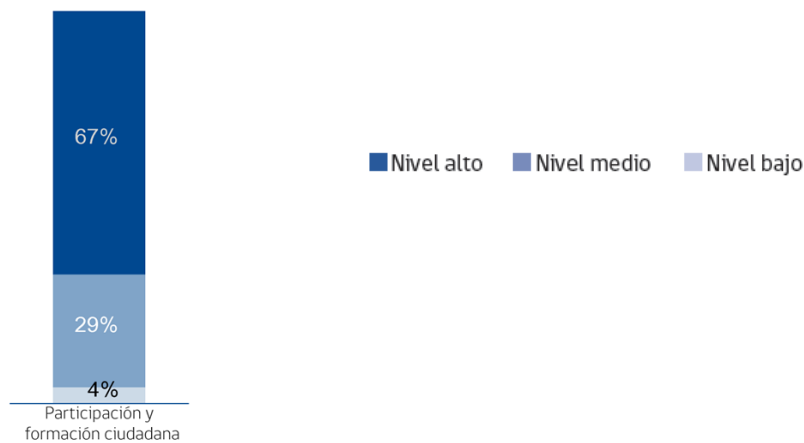 67%
Nivel alto Nivel medio Nivel bajo
29%
4%
Participación y
formación ciudadana